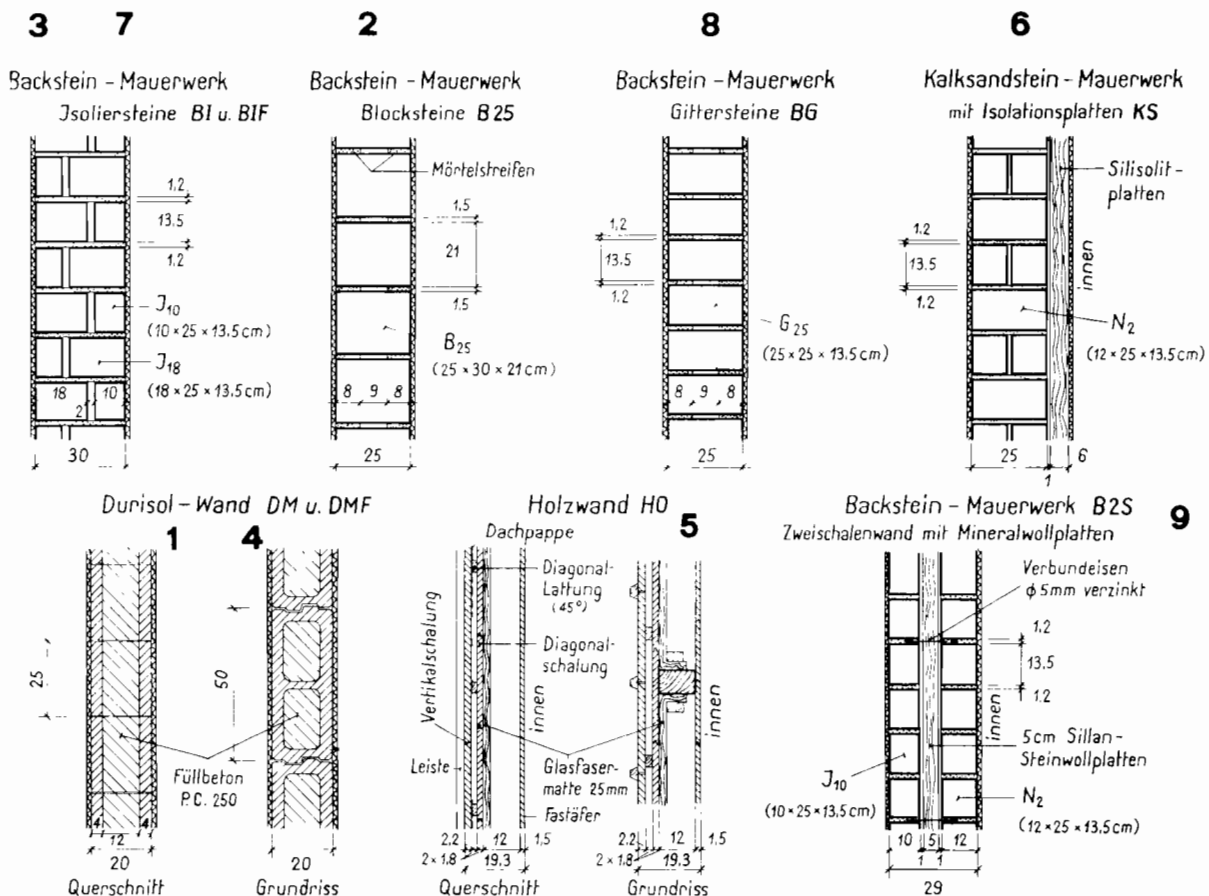 3 7
Backstein - Mauerwerk
Isoliersteine BI u. BIF
1,2
13.5
1.2
J10
(10 × 25 × 13.5 cm)
J18
(18 × 25 × 13.5 cm)
18
2
10
30
2
Backstein - Mauerwerk
Blocksteine B25
Mörtelstreifen
1,5
21
1,5
B25
(25 × 30 × 21 cm)
8 9 8
25
8
Backstein - Mauerwerk
Gittersteine BG
1.2
13.5
1.2
G25
(25 × 25 × 13.5 cm)
8 9 8
25
6
Kalksandstein - Mauerwerk
mit Isolationsplatten KS
Silisolit-
platten
1.2
13.5
1.2
innen
N2
(12 × 25 × 13.5 cm)
25
1
6
Durisol - Wand DM u. DMF
1
4
25
50
Füllbeton
P.C. 250
4
12
4
20
20
Querschnitt
Grundriss
Holzwand HO
5
Dachpappe
Diagonal-
Lattung
(45°)
Vertikalschalung
Diagonal-
schalung
innen
innen
Leiste
Glasfaser-
matte 25mm
Fastäfer
2,2
12
1,5
2 × 1.8
19.3
2.2
12
1,5
2 × 1.8
19.3
Querschnitt
Grundriss
Backstein - Mauerwerk B2S
9
Zweischalenwand mit Mineralwollplatten
Verbundeisen
ϕ 5mm verzinkt
1.2
13.5
1.2
innen
5cm Sillan-
Steinwollplatten
J10
(10 × 25 × 13.5 cm)
N2
(12 × 25 × 13.5 cm)
10
5
12
1 1
29